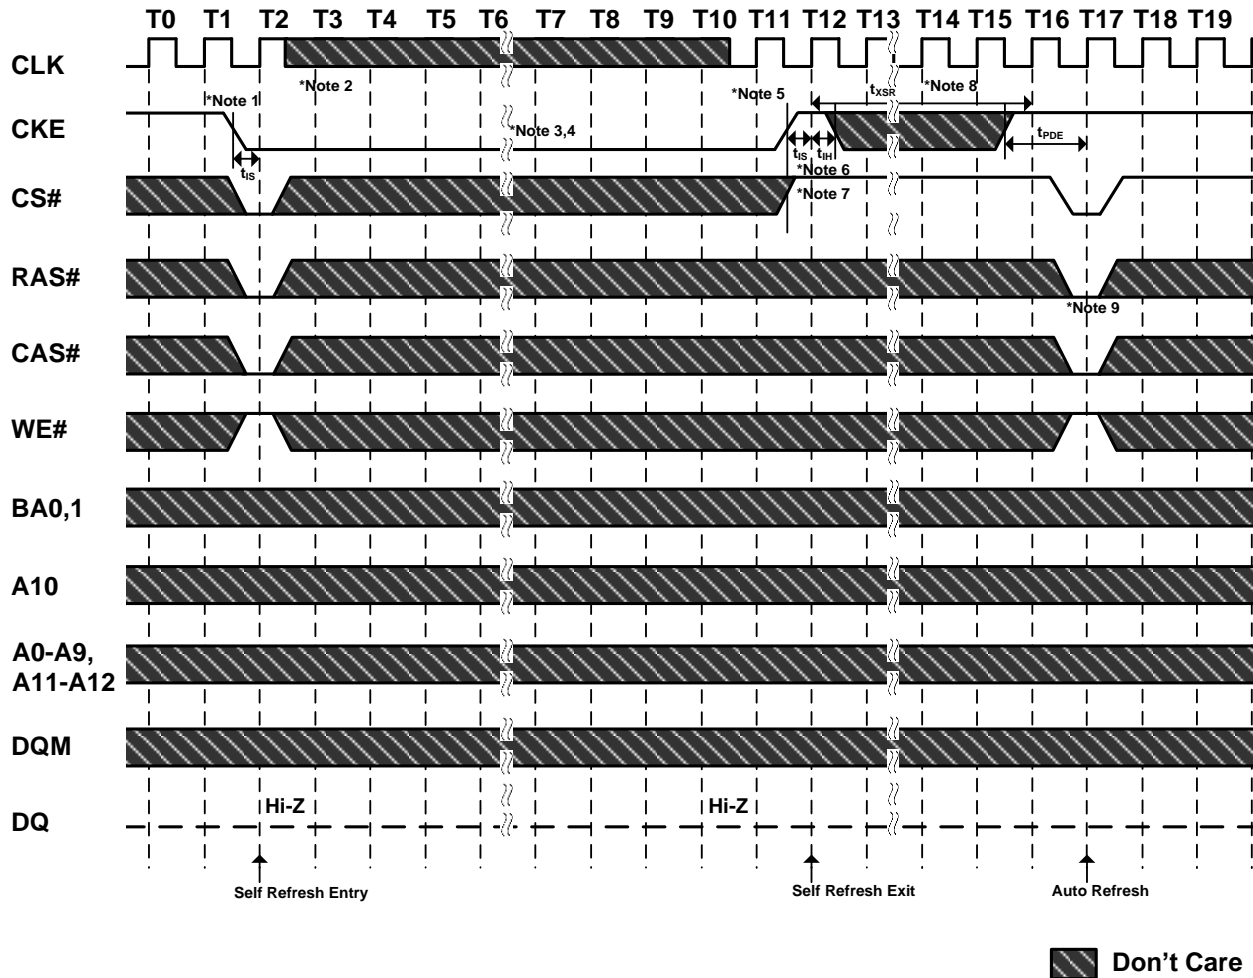 T0 T1 T2 T3 T4 T5 T6 T7 T8 T9 T10 T11 T12 T13 T14 T15 T16 T17 T18 T19
CLK
*Note 2
*Note 5
tXSR
*Note 8
*Note 1
CKE
*Note 3,4
tIS
tIH
tPDE
tIS
*Note 6
CS#
*Note 7
RAS#
*Note 9
CAS#
WE#
BA0,1
A10
A0-A9,
A11-A12
DQM
Hi-Z
Hi-Z
DQ
Self Refresh Entry
Self Refresh Exit
Auto Refresh
Don't Care